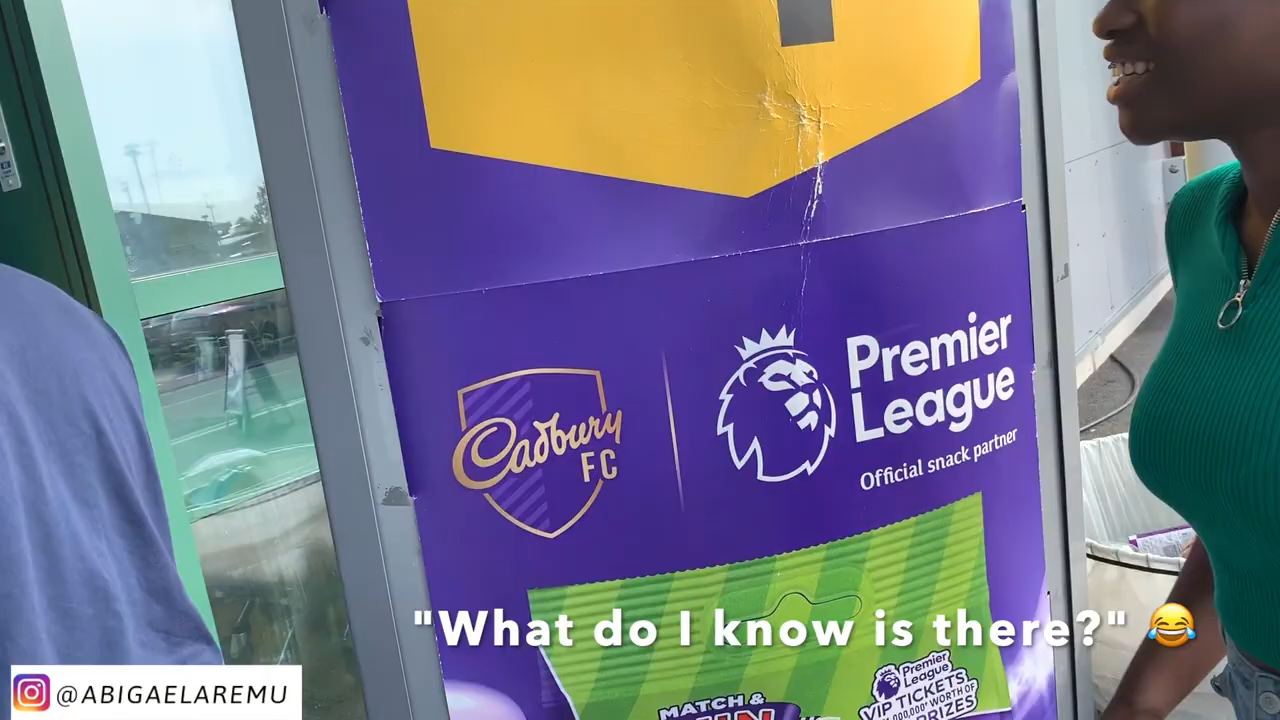 Cadbury
FC
Premier
League
Official snack partner
"What do I know is there?" 😂
@ABIGAELAREMU
MATCH &
WIN
Premier
League
VIP TICKETS
PRIZES